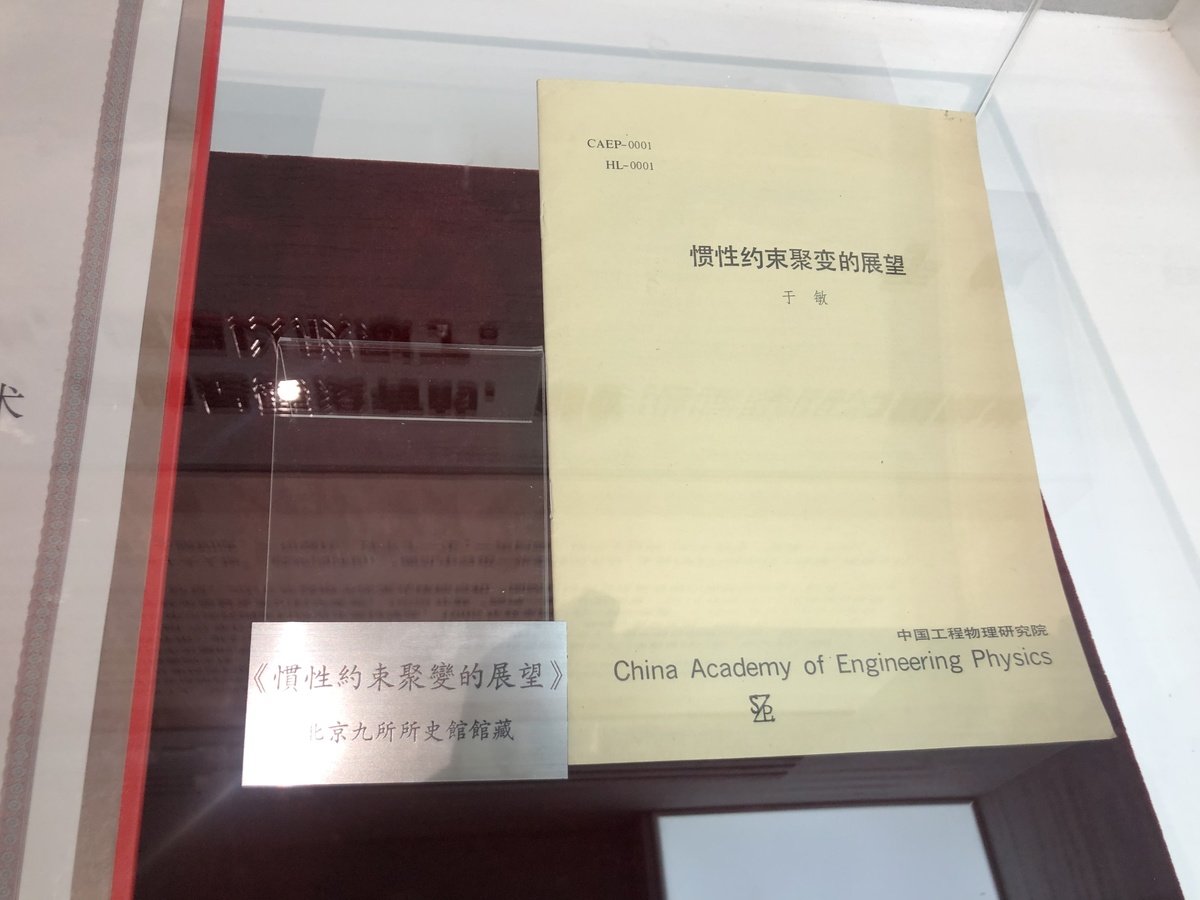 CAEP-0001
HL-0001
惯性约束聚变的展望
于 敏
中国工程物理研究院
China Academy of Engineering Physics
《慣性約束聚變的展望》
北京九所所史館館藏
术